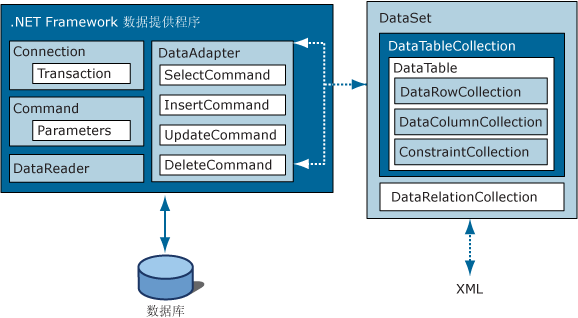 .NET Framework 数据提供程序
Connection
Transaction
Command
Parameters
DataReader
DataAdapter
SelectCommand
InsertCommand
UpdateCommand
DeleteCommand
数据库
DataSet
DataTableCollection
DataTable
DataRowCollection
DataColumnCollection
ConstraintCollection
DataRelationCollection
XML